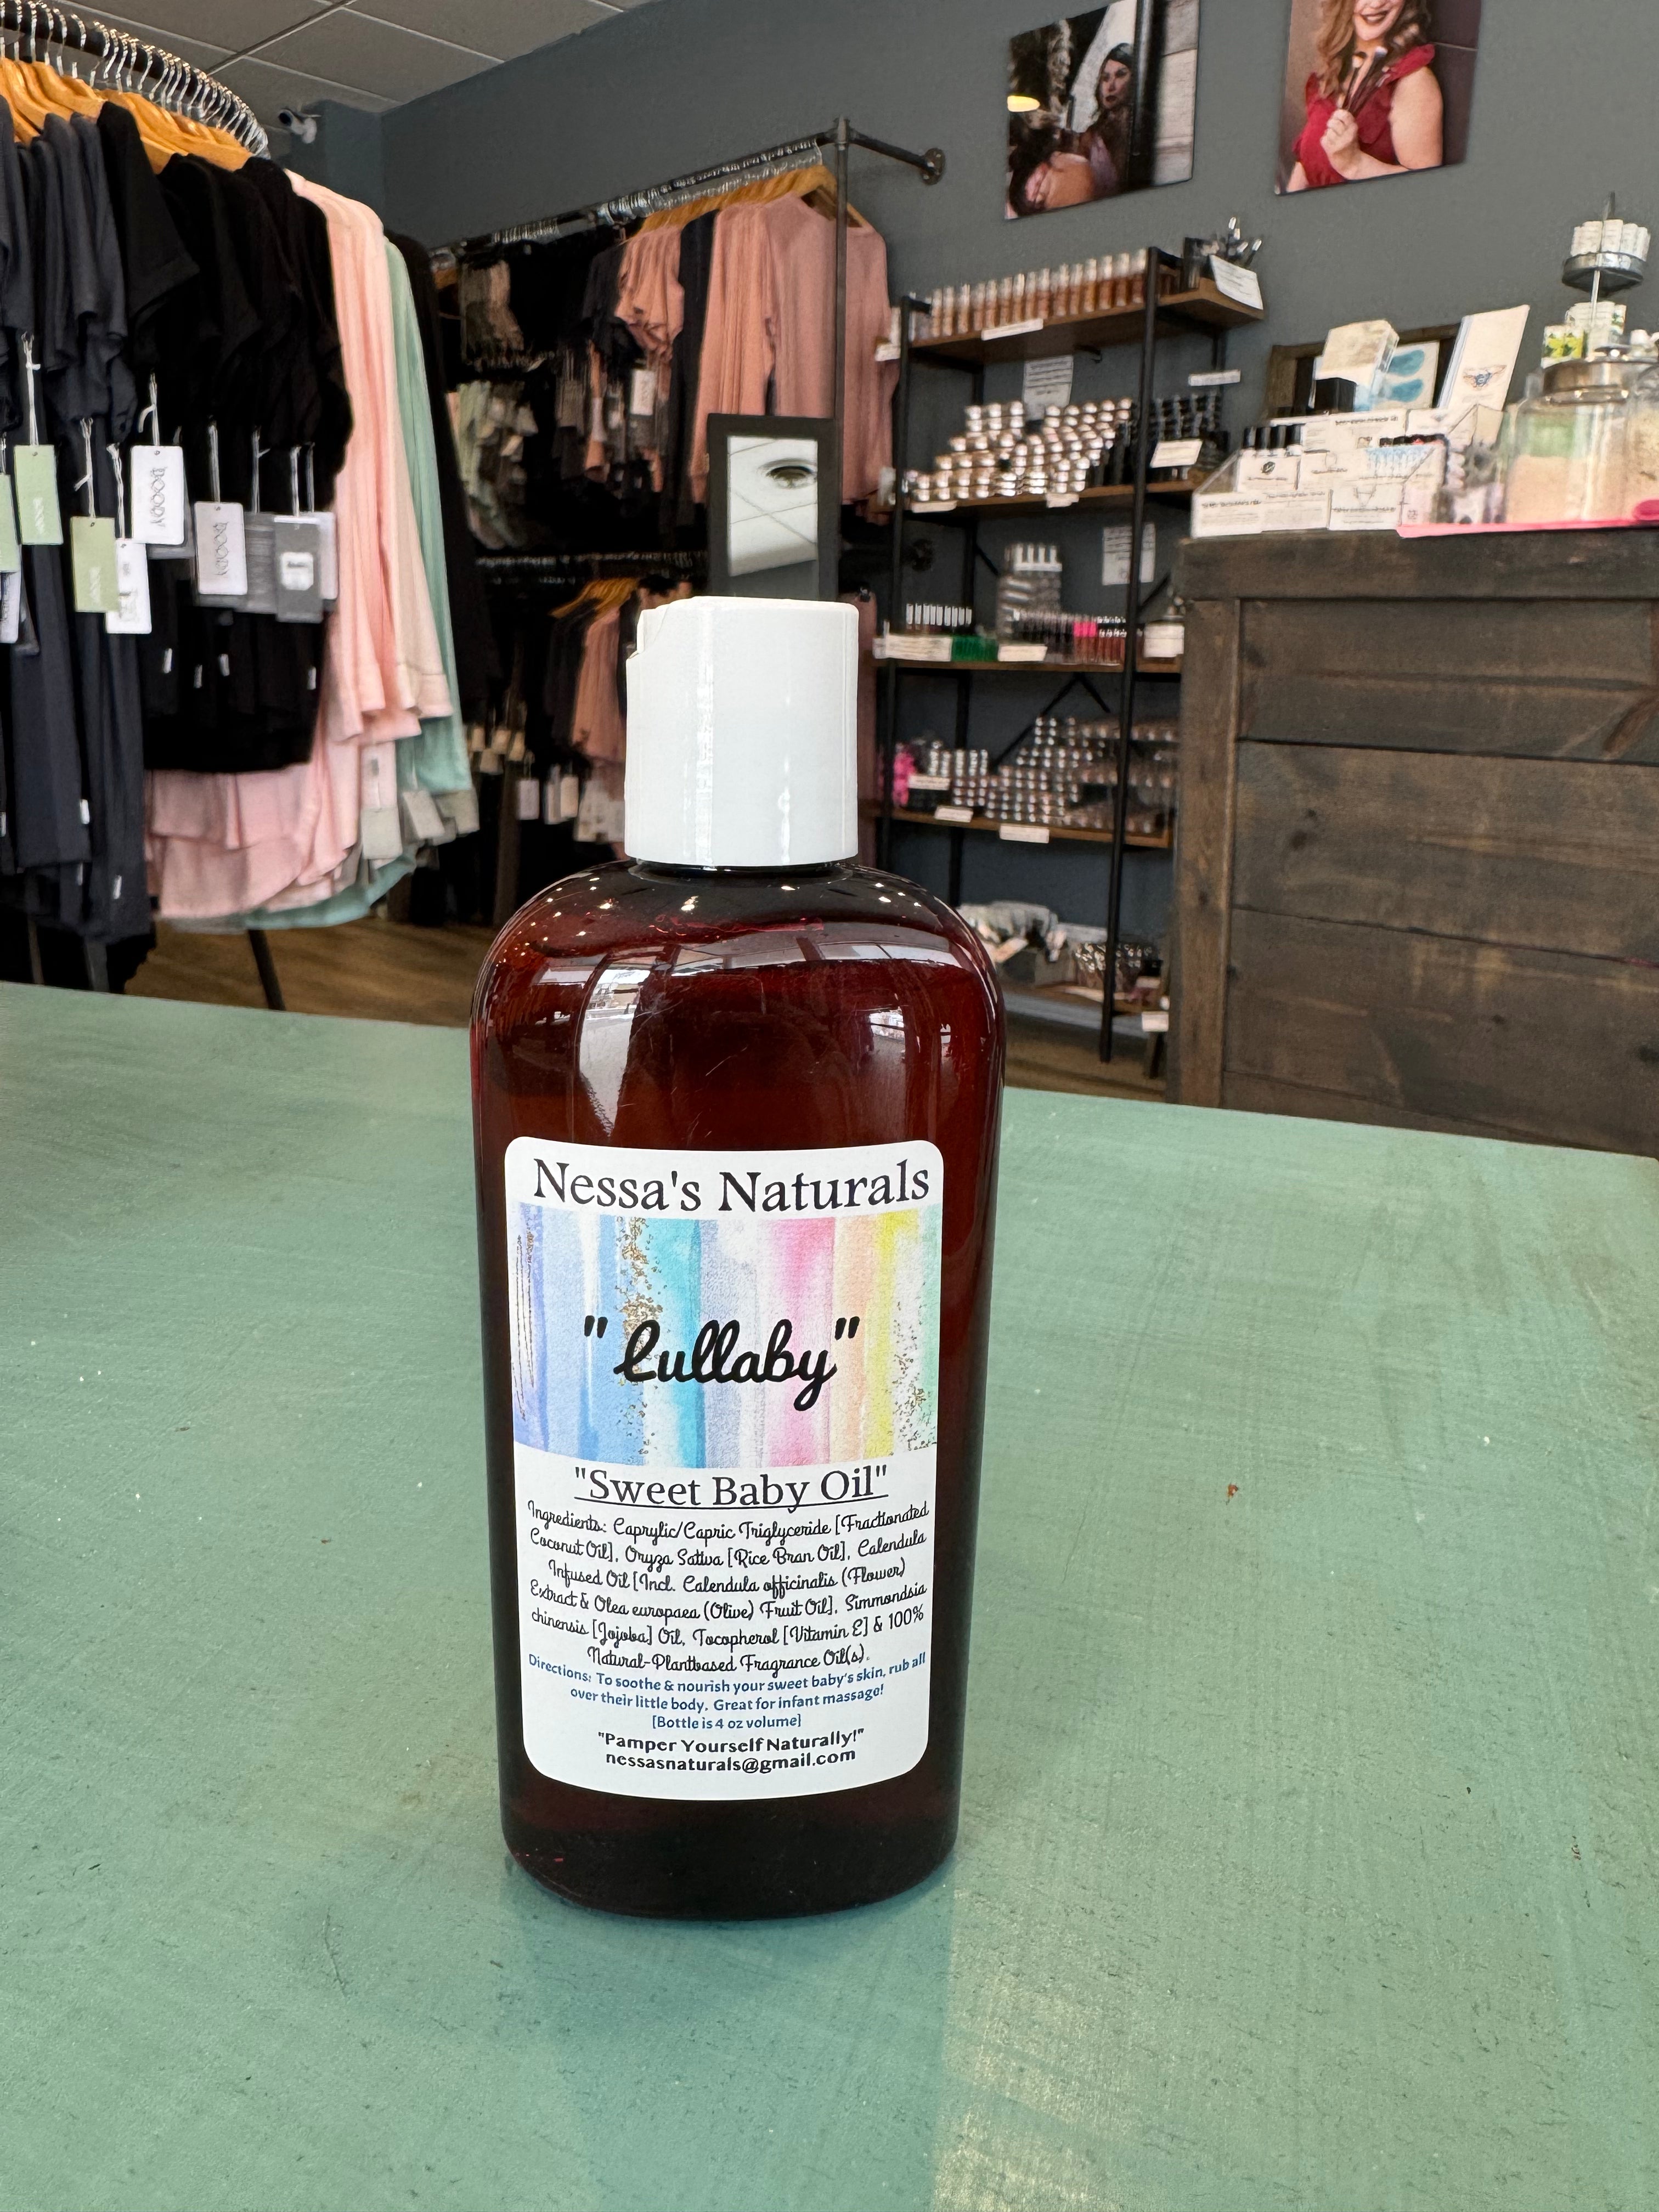 Nessa's Naturals
"Lullaby"
"Sweet Baby Oil"
Ingredients: Caprylic/Capric Triglyceride [Fractionated
Coconut Oil], Oryza Sativa [Rice Bran Oil], Calendula
Infused Oil [Incl. Calendula officinalis (Flower)
Extract & Olea europaea (Olive) Fruit Oil], Simmondsia
chinensis [Jojoba] Oil, Tocopherol [Vitamin E] & 100%
Natural-Plantbased Fragrance Oil(s).
Directions: To soothe & nourish your sweet baby's skin, rub all
over their little body. Great for infant massage!
[Bottle is 4 oz volume]
"Pamper Yourself Naturally!"
nessasnaturals@gmail.com